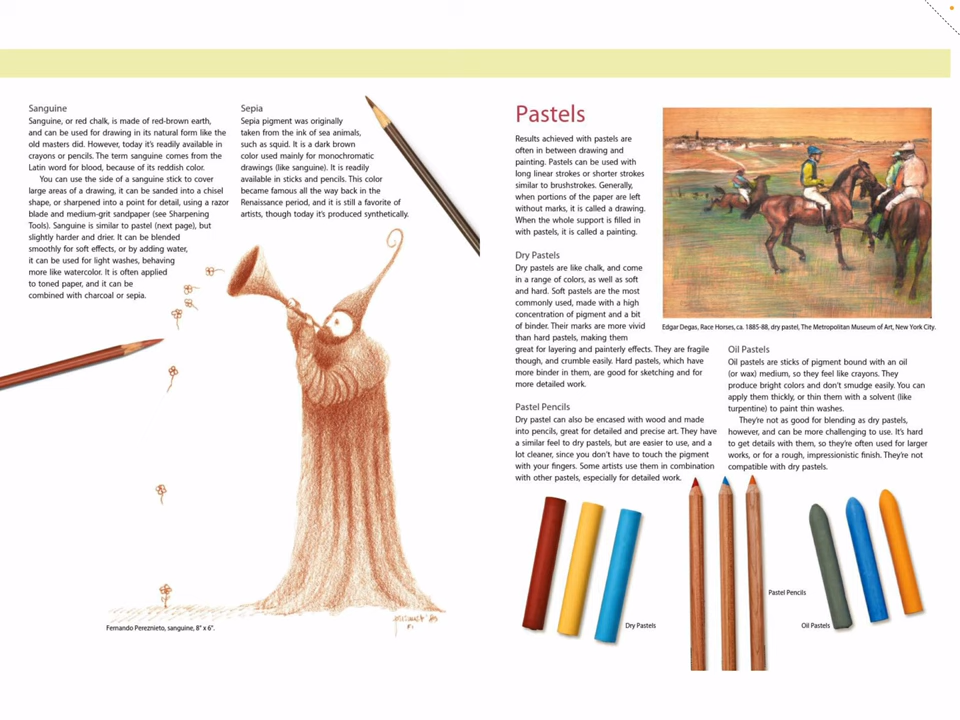 Sanguine
Sanguine, or red chalk, is made of red-brown earth,
and can be used for drawing in its natural form like the
old masters did. However, today it's readily available in
crayons or pencils. The term sanguine comes from the
Latin word for blood, because of its reddish color.
You can use the side of a sanguine stick to cover
large areas of a drawing, it can be sanded into a chisel
shape, or sharpened into a point for detail, using a razor
blade and medium-grit sandpaper (see Sharpening
Tools). Sanguine is similar to pastel (next page), but
slightly harder and drier. It can be blended
smoothly for soft effects, or by adding water,
it can be used for light washes, behaving
more like watercolor. It is often applied
to toned paper, and it can be
combined with charcoal or sepia.
Sepia
Sepia pigment was originally
taken from the ink of sea animals,
such as squid. It is a dark brown
color used mainly for monochromatic
drawings (like sanguine). It is readily
available in sticks and pencils. This color
became famous all the way back in the
Renaissance period, and it is still a favorite of
artists, though today it's produced synthetically.
Fernando Pereznieto, sanguine, 8" x 6".
Pastels
Results achieved with pastels are
often in between drawing and
painting. Pastels can be used with
long linear strokes or shorter strokes
similar to brushstrokes. Generally,
when portions of the paper are left
without marks, it is called a drawing.
When the whole support is filled in
with pastels, it is called a painting.
Dry Pastels
Dry pastels are like chalk, and come
in a range of colors, as well as soft
and hard. Soft pastels are the most
commonly used, made with a high
concentration of pigment and a bit
of binder. Their marks are more vivid
than hard pastels, making them
great for layering and painterly effects. They are fragile
though, and crumble easily. Hard pastels, which have
more binder in them, are good for sketching and for
more detailed work.
Pastel Pencils
Dry pastel can also be encased with wood and made
into pencils, great for detailed and precise art. They have
a similar feel to dry pastels, but are easier to use, and a
lot cleaner, since you don't have to touch the pigment
with your fingers. Some artists use them in combination
with other pastels, especially for detailed work.
Edgar Degas, Race Horses, ca. 1885-88, dry pastel, The Metropolitan Museum of Art, New York City.
Oil Pastels
Oil pastels are sticks of pigment bound with an oil
(or wax) medium, so they feel like crayons. They
produce bright colors and don't smudge easily. You can
apply them thickly, or thin them with a solvent (like
turpentine) to paint thin washes.
They're not as good for blending as dry pastels,
however, and can be more challenging to use. It's hard
to get details with them, so they're often used for larger
works, or for a rough, impressionistic finish. They're not
compatible with dry pastels.
Dry Pastels
Pastel Pencils
Oil Pastels